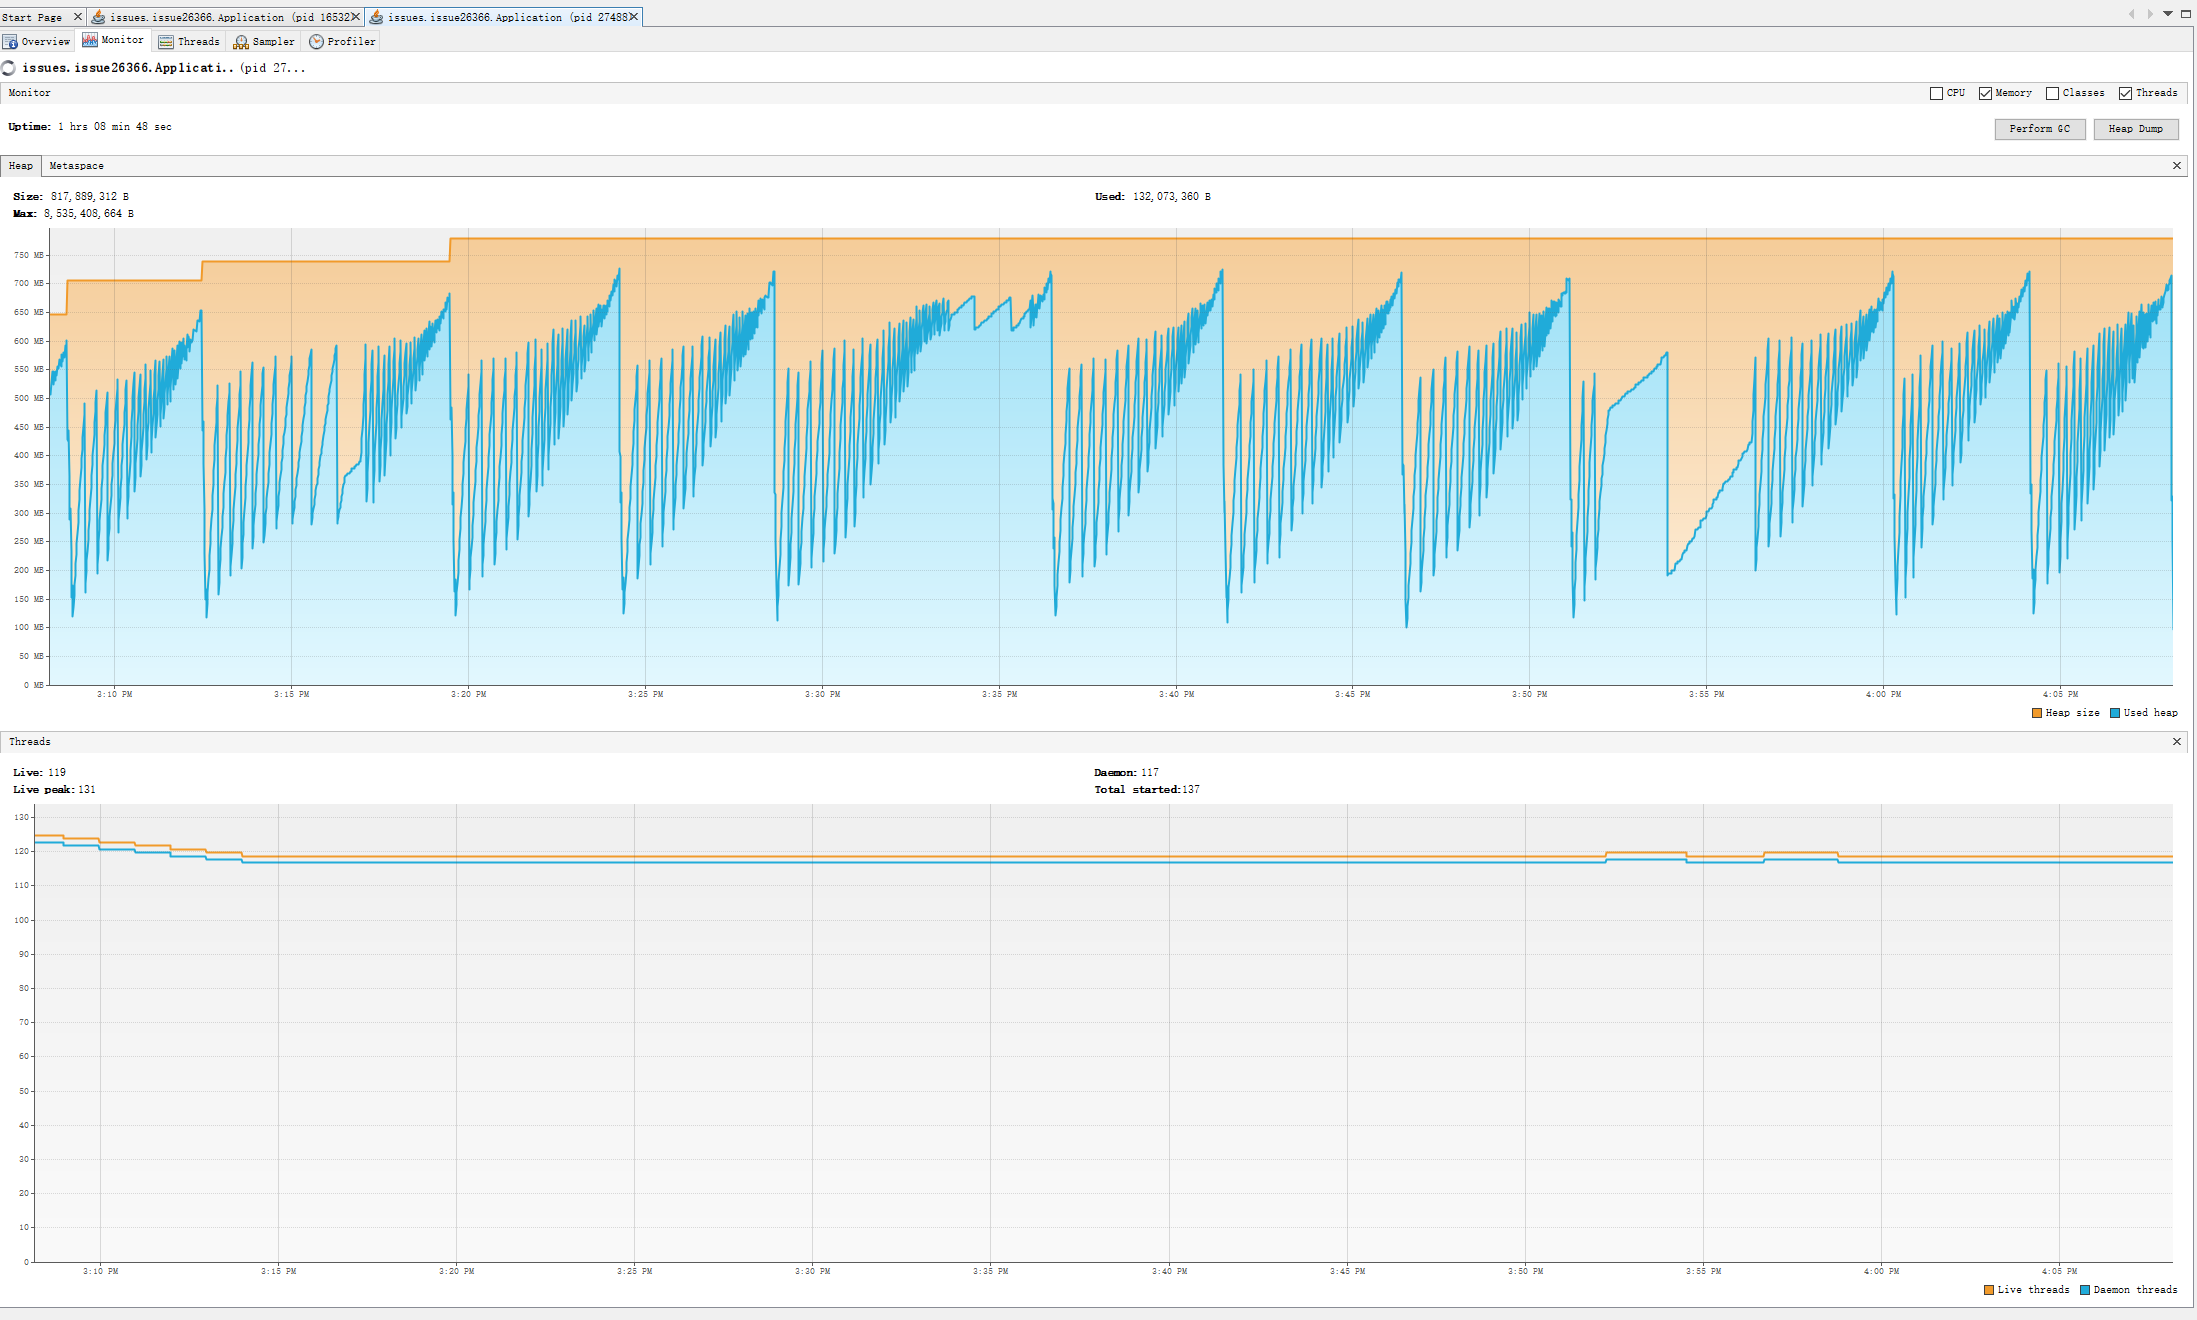 Start Page issues.issue26366.Application (pid 16532) issues.issue26366.Application (pid 27488)
Overview Monitor Threads Sampler Profiler
issues.issue26366.Applicati.. (pid 27...
Monitor CPU Memory Classes Threads
Uptime: 1 hrs 08 min 48 sec
Perform GC Heap Dump
Heap Metaspace
Size: 817,889,312 B Used: 132,073,360 B
Max: 8,535,408,664 B
750 MB
700 MB
650 MB
600 MB
550 MB
500 MB
450 MB
400 MB
350 MB
300 MB
250 MB
200 MB
150 MB
100 MB
50 MB
0 MB
3:10 PM 3:15 PM 3:20 PM 3:25 PM 3:30 PM 3:35 PM 3:40 PM 3:45 PM 3:50 PM 3:55 PM 4:00 PM 4:05 PM
Heap size Used heap
Threads
Live: 119 Daemon: 117
Live peak: 131 Total started: 137
130
120
110
100
90
80
70
60
50
40
30
20
10
0
3:10 PM 3:15 PM 3:20 PM 3:25 PM 3:30 PM 3:35 PM 3:40 PM 3:45 PM 3:50 PM 3:55 PM 4:00 PM 4:05 PM
Live threads Daemon threads